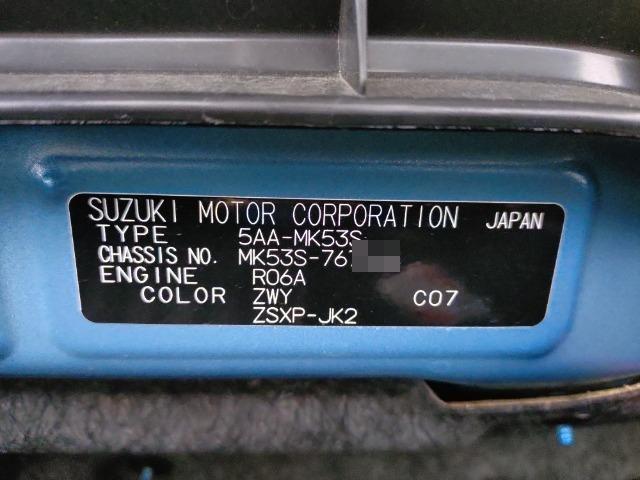 SUZUKI MOTOR CORPORATION JAPAN
TYPE 5AA-MK53S
CHASSIS NO. MK53S-76
ENGINE R06A
COLOR ZWY C07
ZSXP-JK2